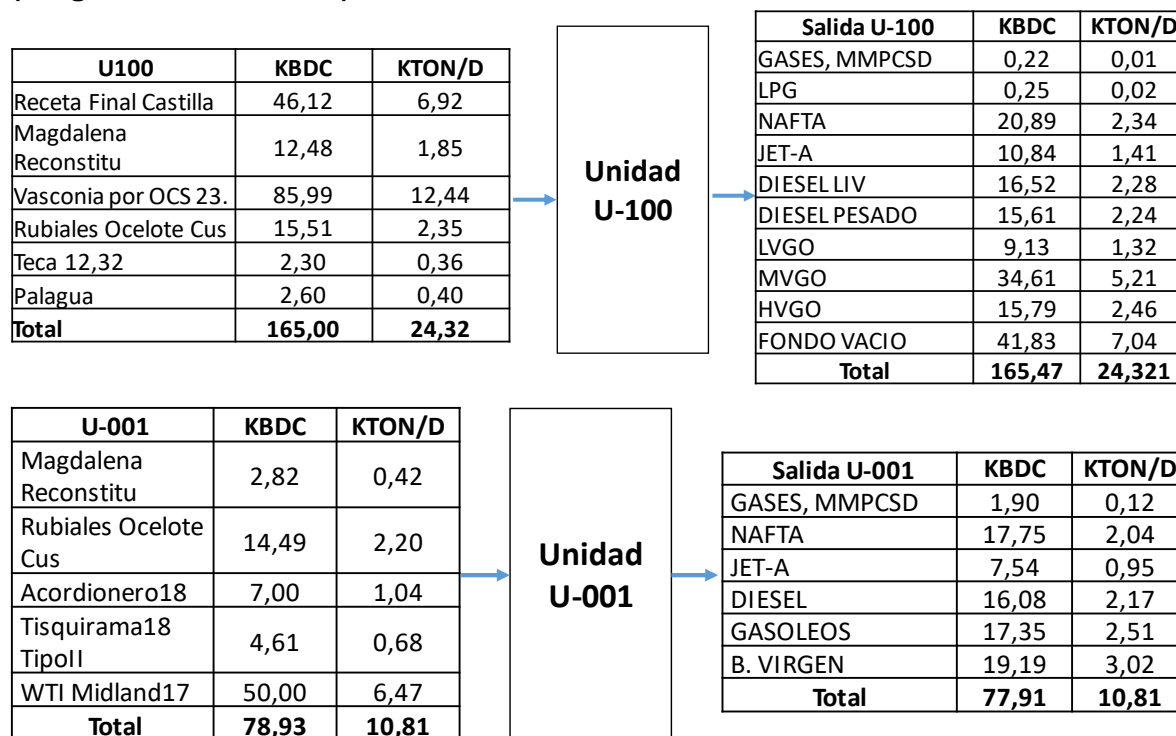 U100 KBDC KTON/D
Receta Final Castilla 46,12 6,92
Magdalena
Reconstitu 12,48 1,85
Vasconia por OCS 23. 85,99 12,44
Rubiales Ocelote Cus 15,51 2,35
Teca 12,32 2,30 0,36
Palagua 2,60 0,40
Total 165,00 24,32
Unidad
U-100
Salida U-100 KBDC KTON/D
GASES, MMPCSD 0,22 0,01
LPG 0,25 0,02
NAFTA 20,89 2,34
JET-A 10,84 1,41
DIESEL LIV 16,52 2,28
DIESEL PESADO 15,61 2,24
LVGO 9,13 1,32
MVGO 34,61 5,21
HVGO 15,79 2,46
FONDO VACIO 41,83 7,04
Total 165,47 24,321
U-001 KBDC KTON/D
Magdalena
Reconstitu 2,82 0,42
Rubiales Ocelote
Cus 14,49 2,20
Acordionero18 7,00 1,04
Tisquirama18
TipoII 4,61 0,68
WTI Midland17 50,00 6,47
Total 78,93 10,81
Unidad
U-001
Salida U-001 KBDC KTON/D
GASES, MMPCSD 1,90 0,12
NAFTA 17,75 2,04
JET-A 7,54 0,95
DIESEL 16,08 2,17
GASOLEOS 17,35 2,51
B. VIRGEN 19,19 3,02
Total 77,91 10,81